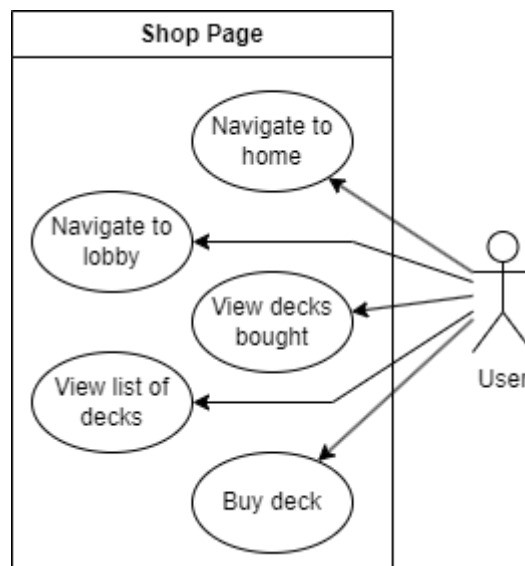 Shop Page
Navigate to
home
Navigate to
lobby
View decks
bought
User
View list of
decks
Buy deck